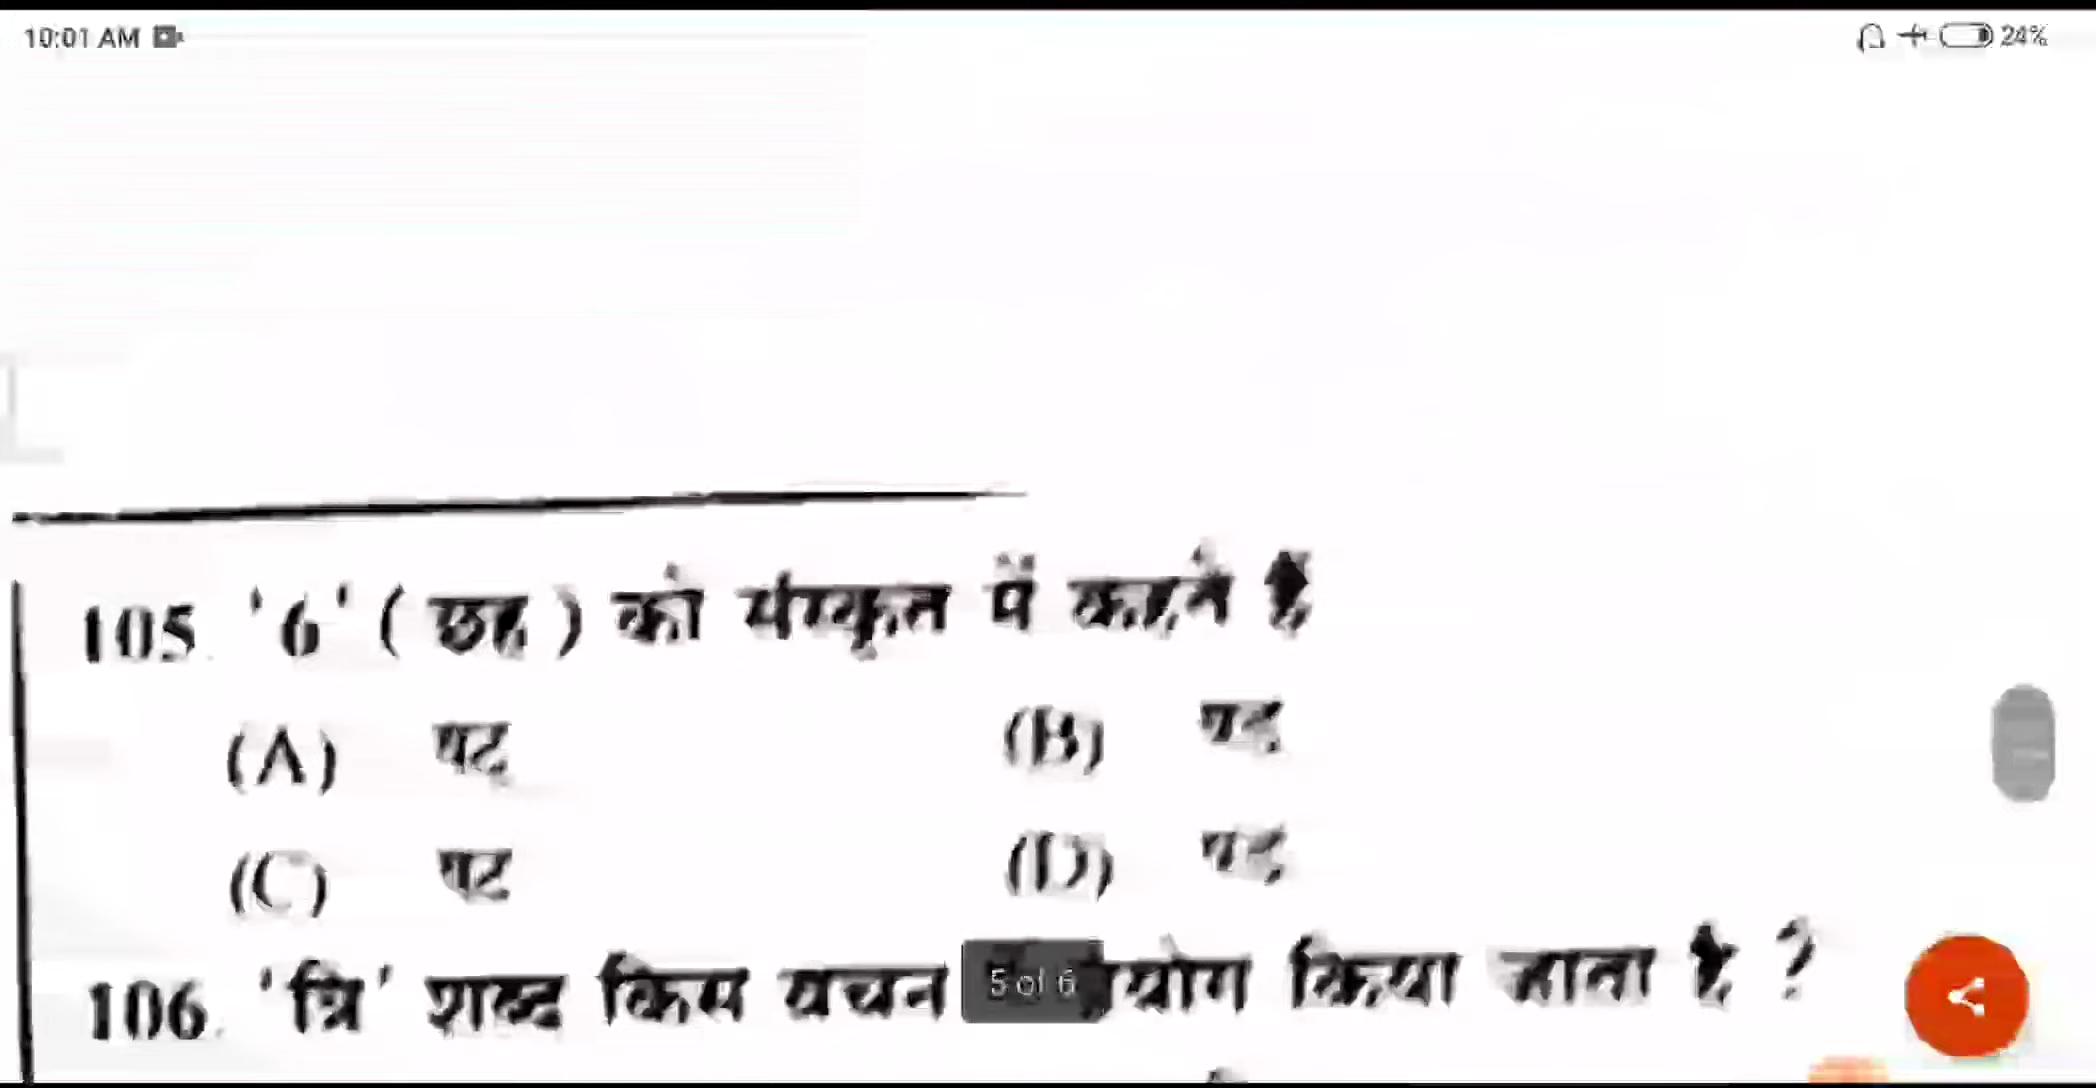 10:01 AM
24%
105. '6' ( छह ) को संस्कृत में कहते हैं
(A) षट्
(B)
(C) षट
(D)
106. 'त्रि' शब्द किस वचन में प्रयोग किया जाता है ?
5 of 6